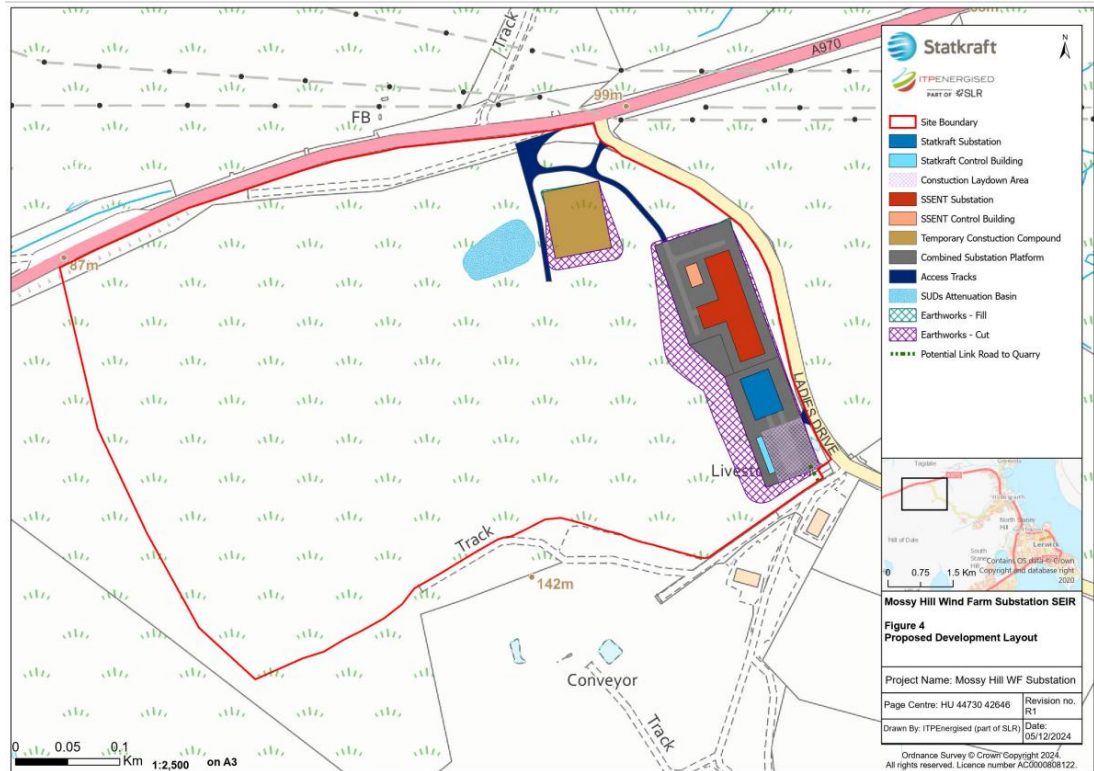 Track
A970
99m
FB
87m
LADIES DRIVE
Track
142m
Conveyor
Track
0 0.05 0.1
Km
1:2,500 on A3
Statkraft
N
ITPENERGISED
PART OF SLR
Site Boundary
Statkraft Substation
Statkraft Control Building
Constuction Laydown Area
SSENT Substation
SSENT Control Building
Temporary Constuction Compound
Combined Substation Platform
Access Tracks
SUDs Attenuation Basin
Earthworks - Fill
Earthworks - Cut
Potential Link Road to Quarry
Tagdale
North Staney
Hill
Lerwick
Hill of Dale
South
Staney
Hill
Contains OS data © Crown
Copyright and database right
2020
0 0.75 1.5 Km
Mossy Hill Wind Farm Substation SEIR
Figure 4
Proposed Development Layout
Project Name: Mossy Hill WF Substation
Page Centre: HU 44730 42646
Revision no.
R1
Drawn By: ITPEnergised (part of SLR)
Date:
05/12/2024
Ordnance Survey © Crown Copyright 2024.
All rights reserved. Licence number AC0000808122.